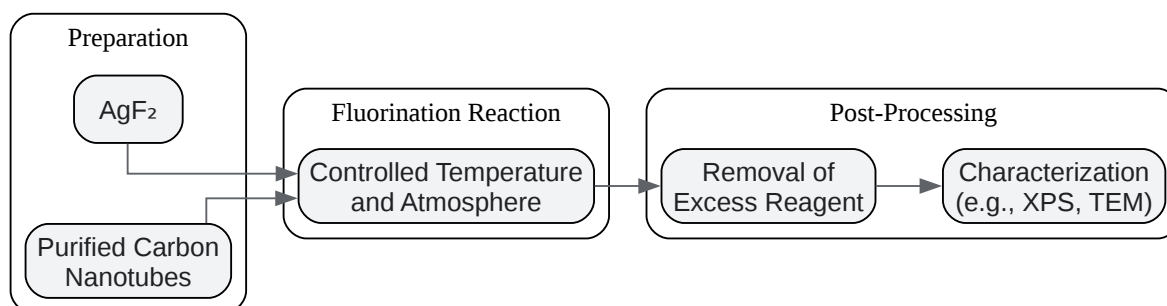 Preparation
AgF₂
Purified Carbon
Nanotubes
Fluorination Reaction
Controlled Temperature
and Atmosphere
Post-Processing
Removal of
Excess Reagent
Characterization
(e.g., XPS, TEM)